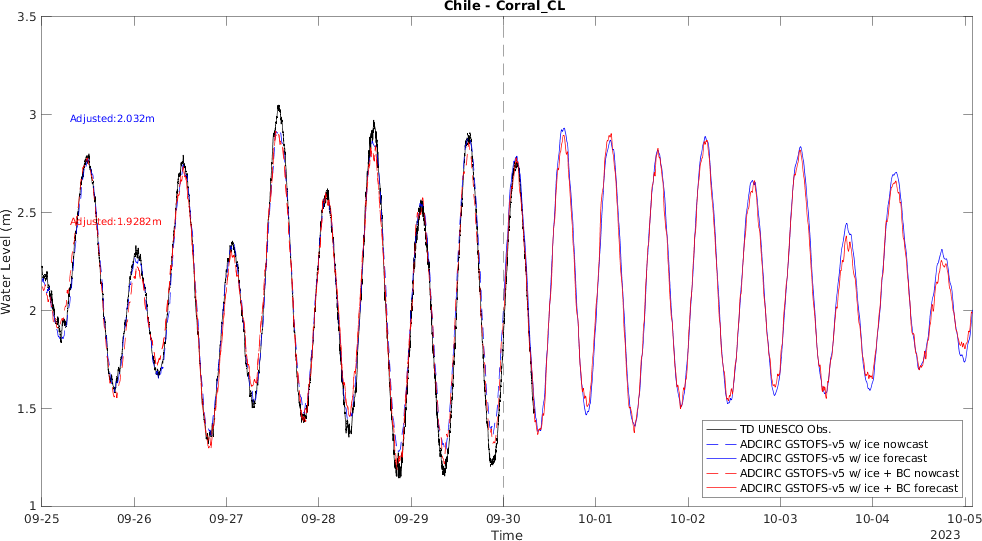 Chile - Corral_CL
3.5
3
2.5
2
1.5
1
Water Level (m)
Adjusted:2.032m
Adjusted:1.9282m
TD UNESCO Obs.
ADCIRC GSTOFS-v5 w/ ice nowcast
ADCIRC GSTOFS-v5 w/ ice forecast
ADCIRC GSTOFS-v5 w/ ice + BC nowcast
ADCIRC GSTOFS-v5 w/ ice + BC forecast
09-25 09-26 09-27 09-28 09-29 09-30 10-01 10-02 10-03 10-04 10-05
Time
2023